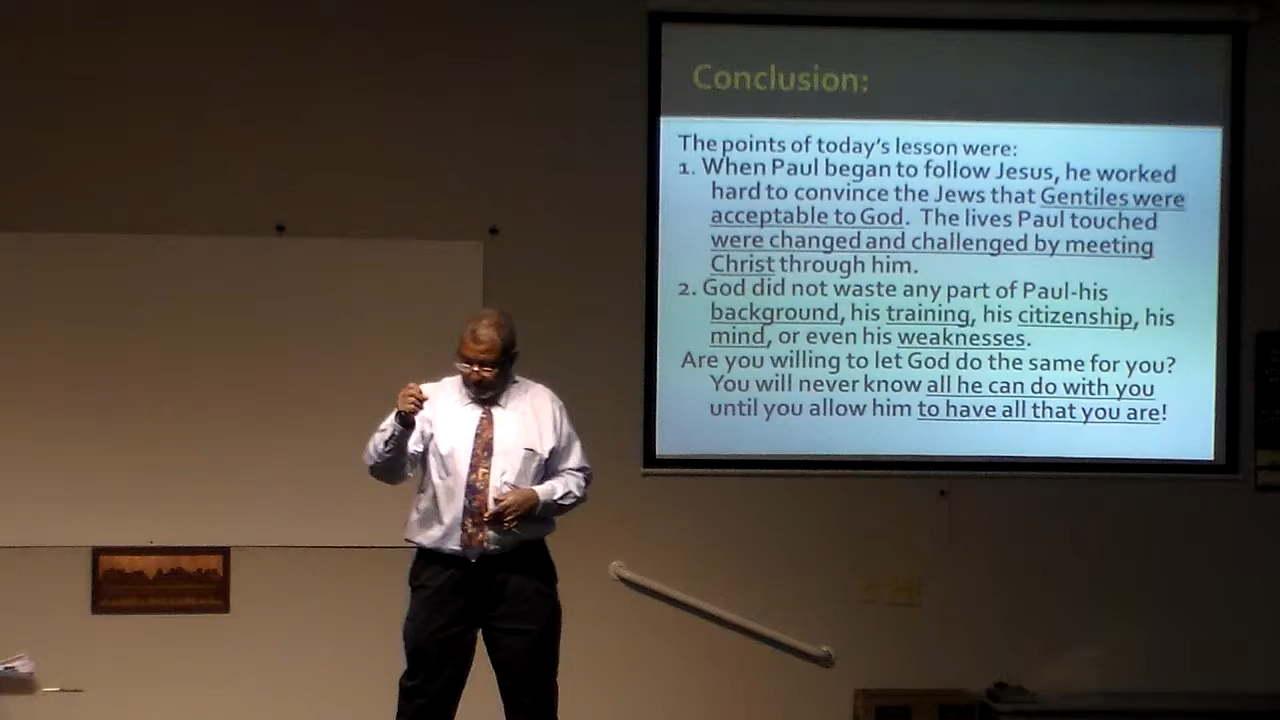 Conclusion:
The points of today's lesson were:
1. When Paul began to follow Jesus, he worked
hard to convince the Jews that Gentiles were
acceptable to God. The lives Paul touched
were changed and challenged by meeting
Christ through him.
2. God did not waste any part of Paul-his
background, his training, his citizenship, his
mind, or even his weaknesses.
Are you willing to let God do the same for you?
You will never know all he can do with you
until you allow him to have all that you are!